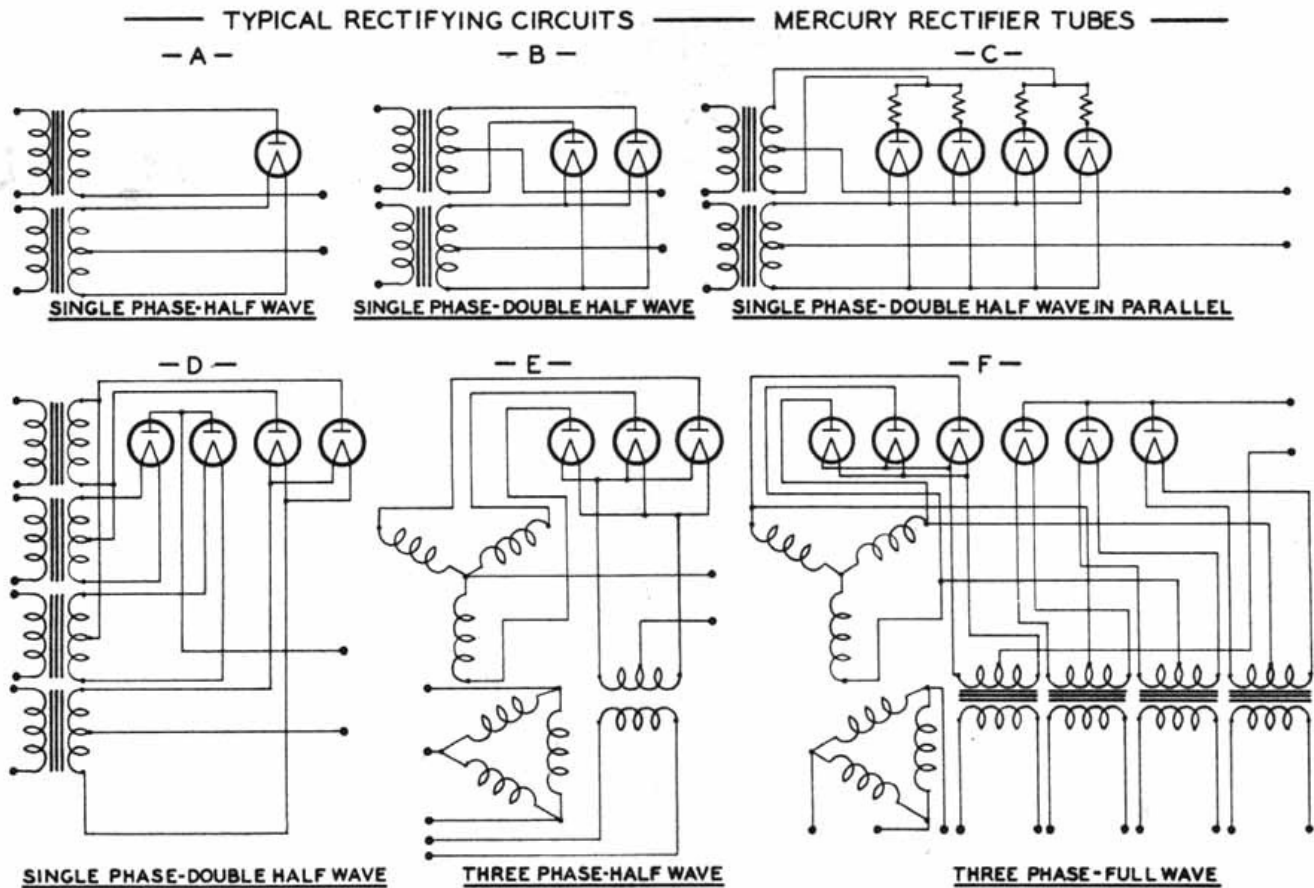 TYPICAL RECTIFYING CIRCUITS — MERCURY RECTIFIER TUBES
— A —
— B —
— C —
SINGLE PHASE-HALF WAVE
SINGLE PHASE-DOUBLE HALF WAVE
SINGLE PHASE-DOUBLE HALF WAVE IN PARALLEL
— D —
— E —
— F —
SINGLE PHASE-DOUBLE HALF WAVE
THREE PHASE-HALF WAVE
THREE PHASE-FULL WAVE